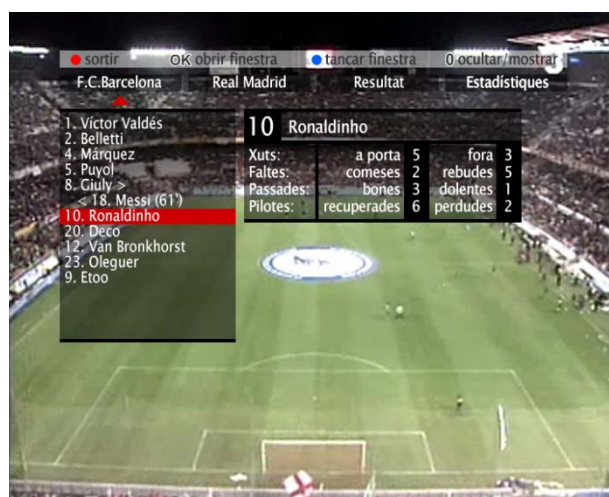 sortir OK obrir finestra tancar finestra 0 ocultar/mostrar
F.C.Barcelona Real Madrid Resultat Estadístiques
1. Víctor Valdés
2. Belletti
4. Márquez
5. Puyol
8. Giuly >
< 18. Messi (61')
10. Ronaldinho
20. Deco
12. Van Bronkhorst
23. Oleguer
9. Etoo
10 Ronaldinho
Xuts: a porta 5 fora 3
Faltes: comeses 2 rebudes 5
Passades: bones 3 dolentes 1
Pilotes: recuperades 6 perdudes 2